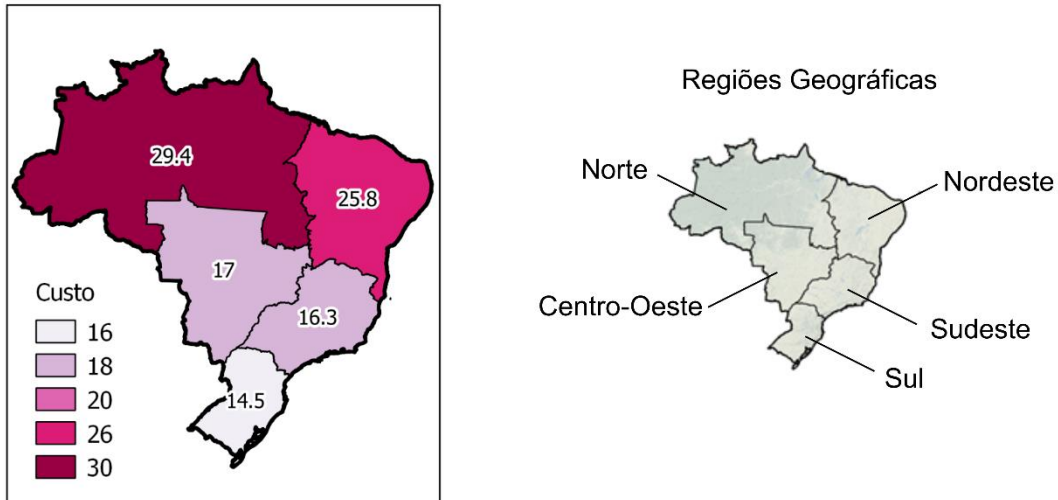 29.4
25.8
17
16.3
14.5
Custo
16
18
20
26
30
Regiões Geográficas
Norte
Nordeste
Centro-Oeste
Sudeste
Sul